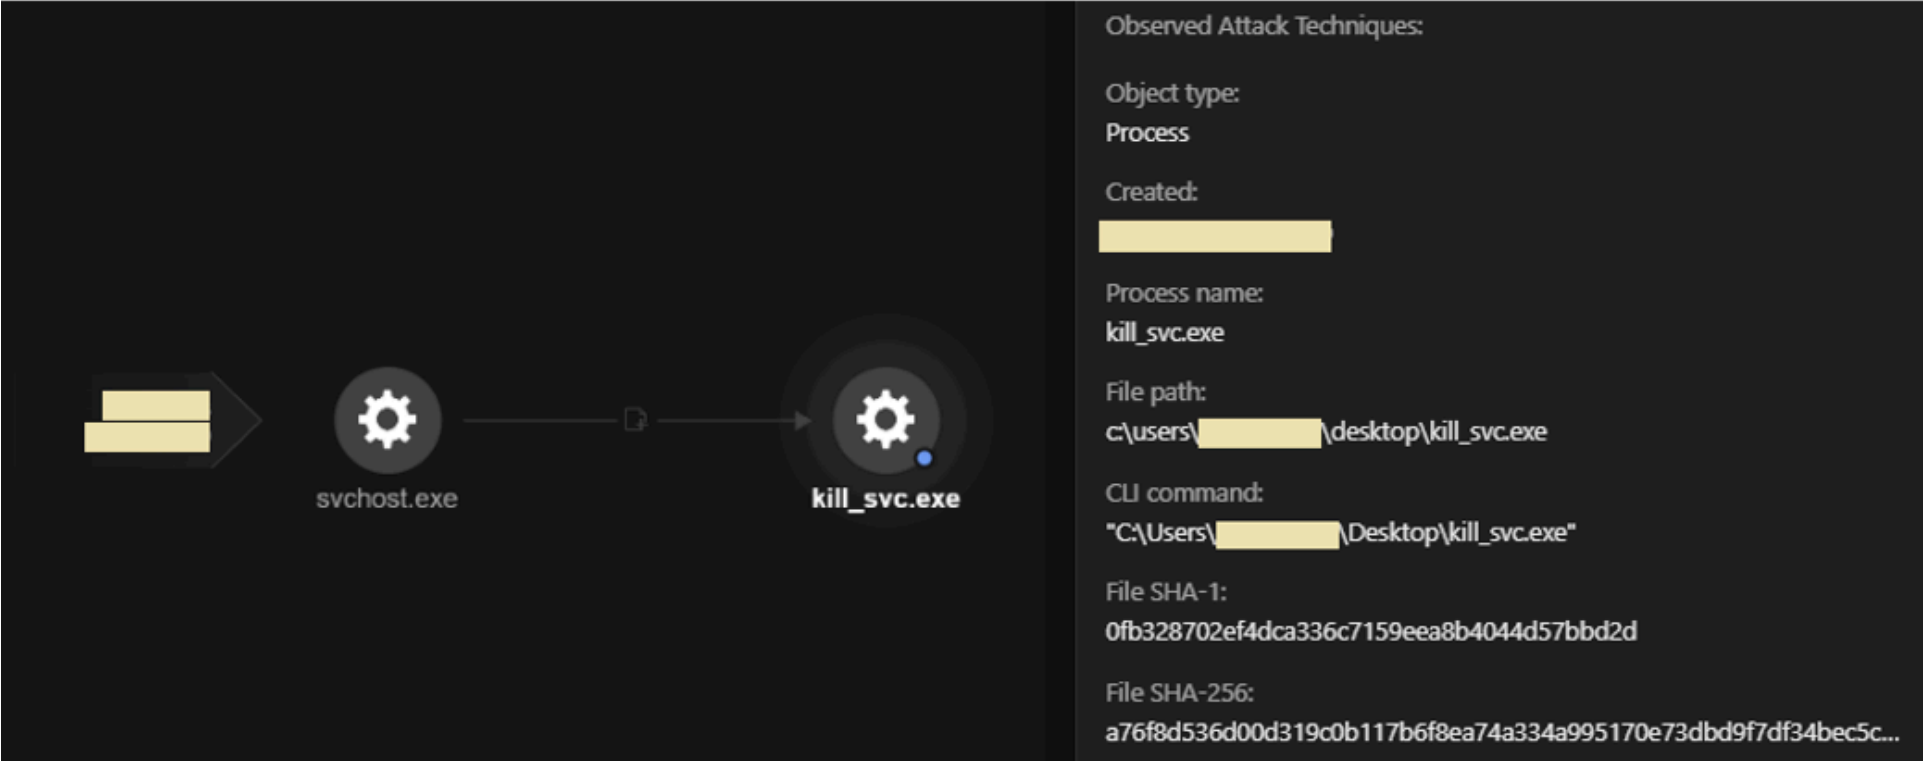 svchost.exe
kill_svc.exe
Observed Attack Techniques:
Object type:
Process
Created:
Process name:
kill_svc.exe
File path:
c:\users\ \desktop\kill_svc.exe
CLI command:
"C:\Users\ \Desktop\kill_svc.exe"
File SHA-1:
0fb328702ef4dca336c7159eea8b4044d57bbd2d
File SHA-256:
a76f8d536d00d319c0b117b6f8ea74a334a995170e73dbd9f7df34bec5c...